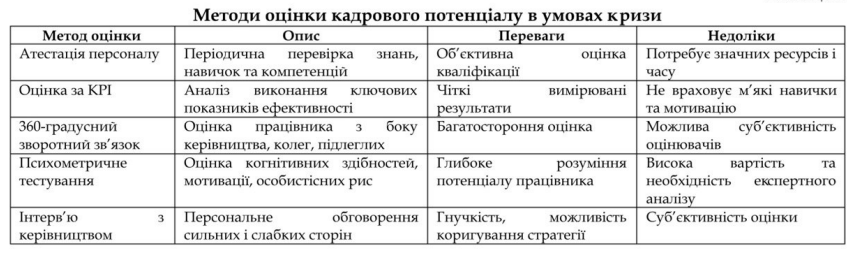 Методи оцінки кадрового потенціалу в умовах кризи
Метод оцінки Опис Переваги Недоліки
Атестація персоналу Періодична перевірка знань, Об’єктивна оцінка Потребує значних ресурсів і
навичок та компетенцій кваліфікації часу
Оцінка за KPI Аналіз виконання ключових Чіткі вимірювані Не враховує м’які навички
показників ефективності результати та мотивацію
360-градусний Оцінка працівника з боку Багатостороння оцінка Можлива суб’єктивність
зворотний зв’язок керівництва, колег, підлеглих оцінювачів
Психометричне Оцінка когнітивних здібностей, Глибоке розуміння Висока вартість та
тестування мотивації, особистісних рис потенціалу працівника необхідність експертного
аналізу
Інтерв’ю з Персональне обговорення Гнучкість, можливість Суб’єктивність оцінки
керівництвом сильних і слабких сторін коригування стратегії